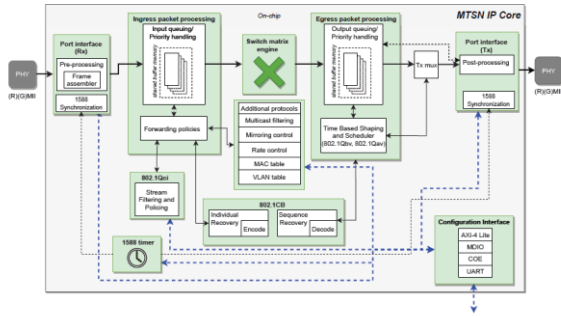 MTSN IP Core
On-chip
Port interface
(Rx)
Pre-processing
Frame
assembler
1588
Synchronization
PHY
(R)(G)MII
Ingress packet processing
Input queuing/
Priority handling
shared buffer memory
Forwarding policies
Switch matrix
engine
Egress packet processing
Output queuing/
Priority handling
shared buffer memory
Time Based Shaping
and Scheduler
(802.1Qbv, 802.1Qav)
Tx mux
Port interface
(Tx)
Post-processing
1588
Synchronization
PHY
(R)(G)MII
Additional protocols
Multicast filtering
Mirroring control
Rate control
MAC table
VLAN table
802.1Qci
Stream
Filtering and
Policing
802.1CB
Individual
Recovery
Encode
Sequence
Recovery
Decode
1588 timer
Configuration Interface
AXI-4 Lite
MDIO
COE
UART